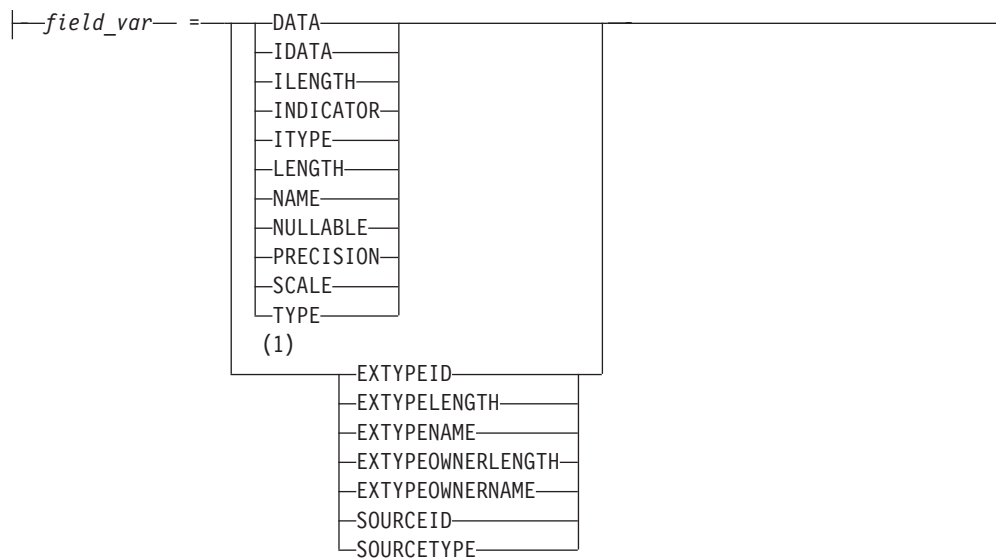 field_var = DATA
IDATA
ILENGTH
INDICATOR
ITYPE
LENGTH
NAME
NULLABLE
PRECISION
SCALE
TYPE
(1)
EXTYPEID
EXTYPELENGTH
EXTYPENAME
EXTYPEOWNERLENGTH
EXTYPEOWNERNAME
SOURCEID
SOURCETYPE